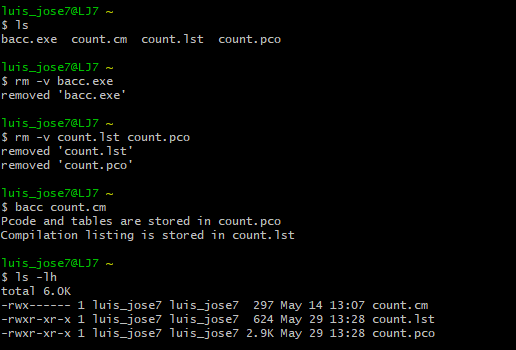 luis_jose7@LJ7 ~
$ ls
bacc.exe  count.cm  count.lst  count.pco
luis_jose7@LJ7 ~
$ rm -v bacc.exe
removed 'bacc.exe'
luis_jose7@LJ7 ~
$ rm -v count.lst count.pco
removed 'count.lst'
removed 'count.pco'
luis_jose7@LJ7 ~
$ bacc count.cm
Pcode and tables are stored in count.pco
Compilation listing is stored in count.lst
luis_jose7@LJ7 ~
$ ls -lh
total 6.0K
-rwx------ 1 luis_jose7 luis_jose7  297 May 14 13:07 count.cm
-rwxr-xr-x 1 luis_jose7 luis_jose7  624 May 29 13:28 count.lst
-rwxr-xr-x 1 luis_jose7 luis_jose7 2.9K May 29 13:28 count.pco